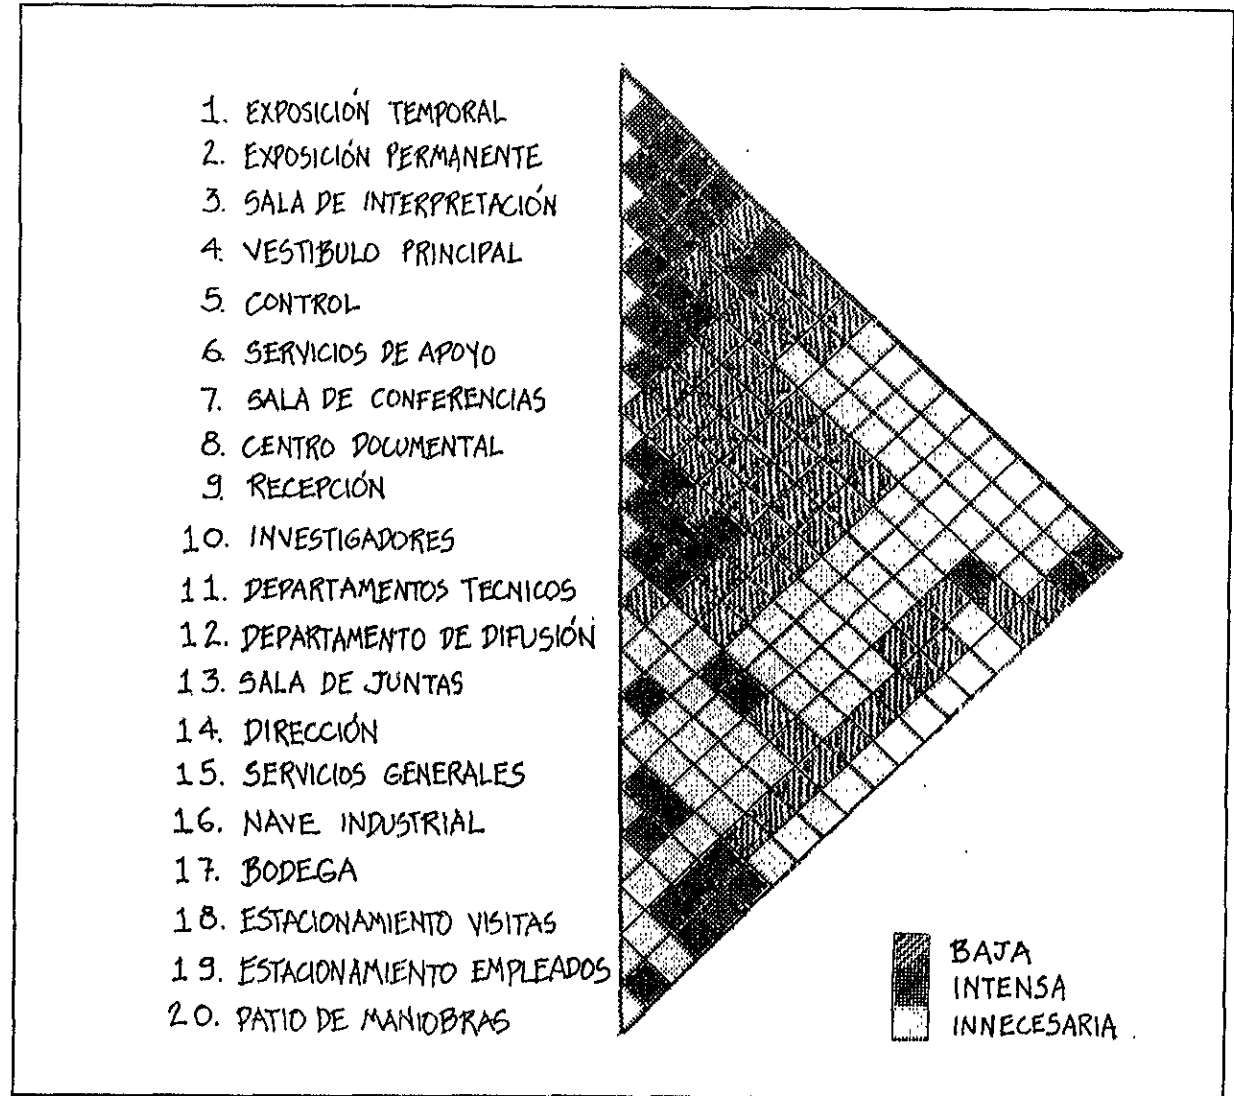 1. EXPOSICIÓN TEMPORAL
2. EXPOSICIÓN PERMANENTE
3. SALA DE INTERPRETACIÓN
4. VESTIBULO PRINCIPAL
5. CONTROL
6. SERVICIOS DE APOYO
7. SALA DE CONFERENCIAS
8. CENTRO DOCUMENTAL
9. RECEPCIÓN
10. INVESTIGADORES
11. DEPARTAMENTOS TECNICOS
12. DEPARTAMENTO DE DIFUSIÓN
13. SALA DE JUNTAS
14. DIRECCIÓN
15. SERVICIOS GENERALES
16. NAVE INDUSTRIAL
17. BODEGA
18. ESTACIONAMIENTO VISITAS
19. ESTACIONAMIENTO EMPLEADOS
20. PATIO DE MANIOBRAS
BAJA
INTENSA
INNECESARIA